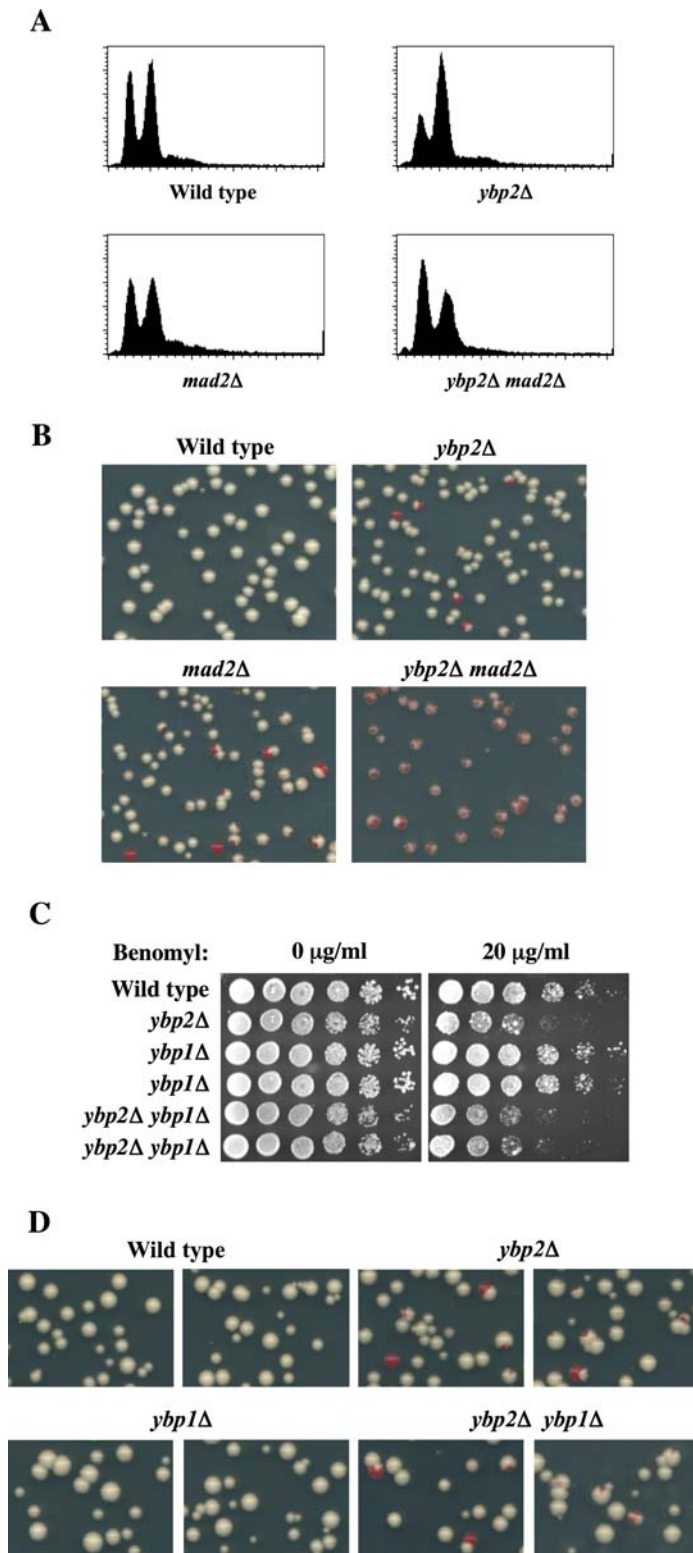 A
Wild type
ybp2Δ
mad2Δ
ybp2Δ mad2Δ
B
Wild type
ybp2Δ
mad2Δ
ybp2Δ mad2Δ
C
Benomyl: 0 μg/ml 20 μg/ml
Wild type
ybp2Δ
ybp1Δ
ybp1Δ
ybp2Δ ybp1Δ
ybp2Δ ybp1Δ
D
Wild type
ybp2Δ
ybp1Δ
ybp2Δ ybp1Δ